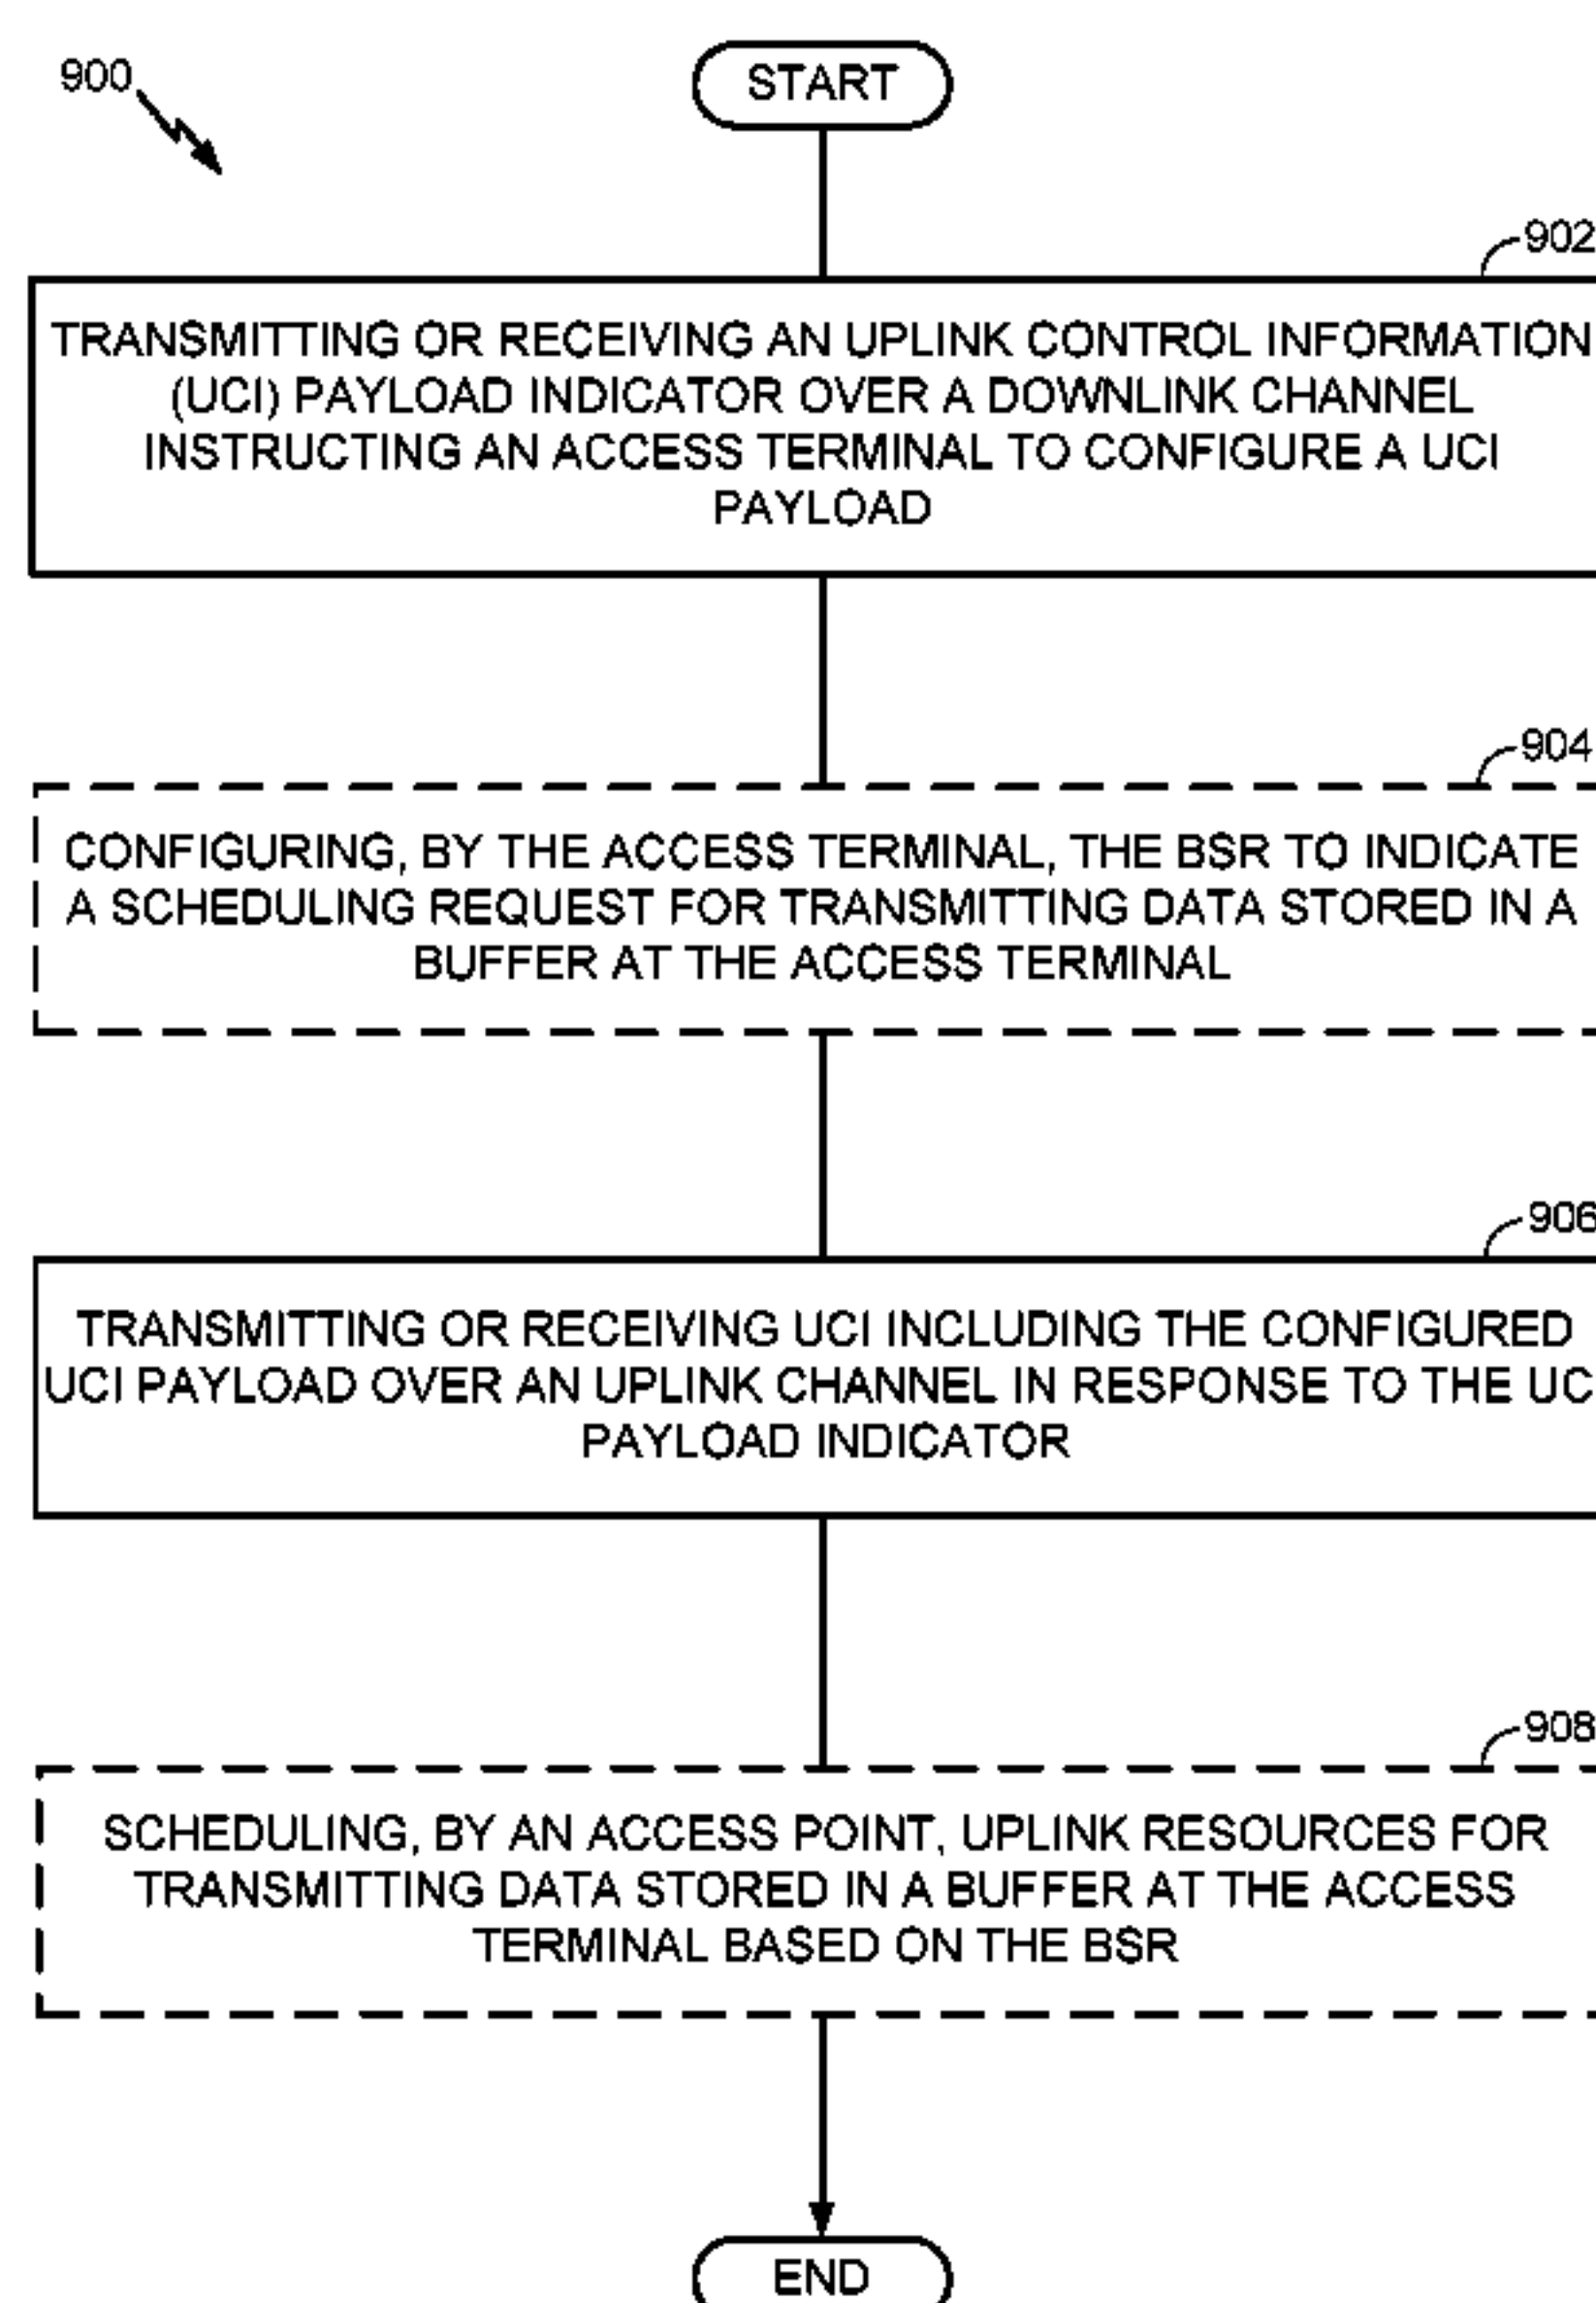 900
START
902
TRANSMITTING OR RECEIVING AN UPLINK CONTROL INFORMATION
(UCI) PAYLOAD INDICATOR OVER A DOWNLINK CHANNEL
INSTRUCTING AN ACCESS TERMINAL TO CONFIGURE A UCI
PAYLOAD
904
CONFIGURING, BY THE ACCESS TERMINAL, THE BSR TO INDICATE
A SCHEDULING REQUEST FOR TRANSMITTING DATA STORED IN A
BUFFER AT THE ACCESS TERMINAL
906
TRANSMITTING OR RECEIVING UCI INCLUDING THE CONFIGURED
UCI PAYLOAD OVER AN UPLINK CHANNEL IN RESPONSE TO THE UC
PAYLOAD INDICATOR
908
SCHEDULING, BY AN ACCESS POINT, UPLINK RESOURCES FOR
TRANSMITTING DATA STORED IN A BUFFER AT THE ACCESS
TERMINAL BASED ON THE BSR
END